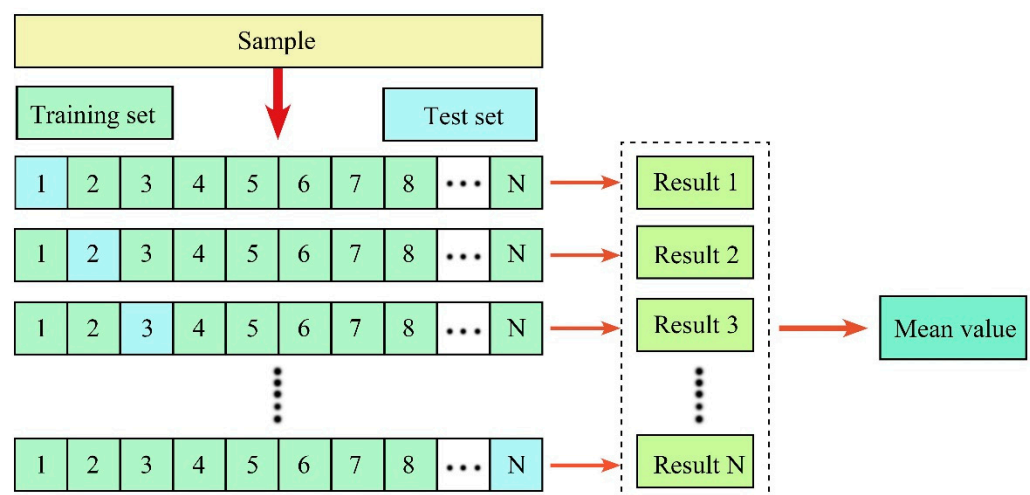 Sample
Training set
Test set
1 2 3 4 5 6 7 8 ••• N
Result 1
1 2 3 4 5 6 7 8 ••• N
Result 2
1 2 3 4 5 6 7 8 ••• N
Result 3
Mean value
1 2 3 4 5 6 7 8 ••• N
Result N